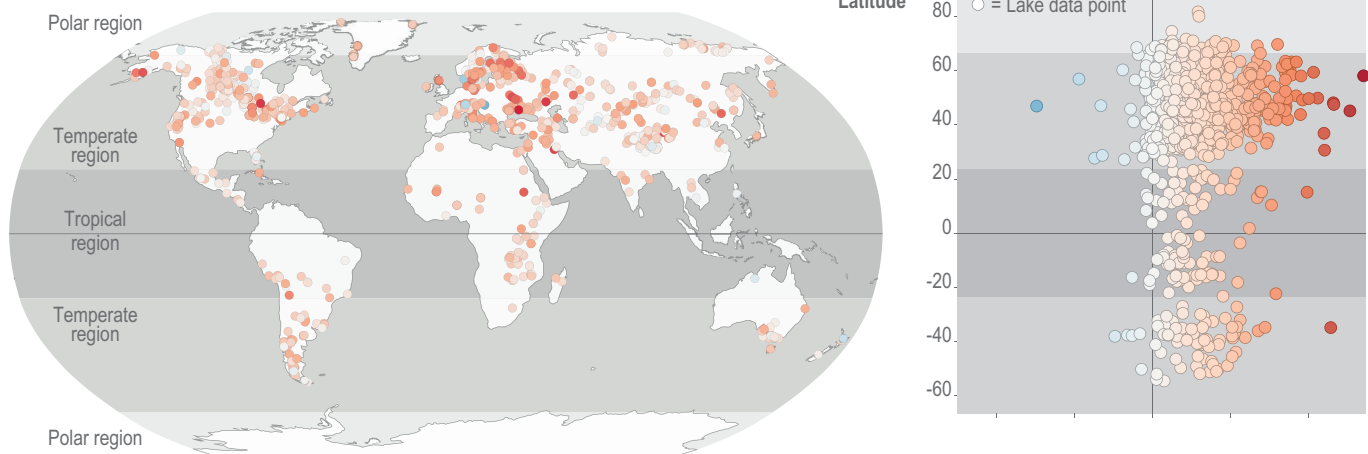 Polar region
Temperate
region
Tropical
region
Temperate
region
Polar region
Latitude
= Lake data point
80
60
40
20
0
-20
-40
-60